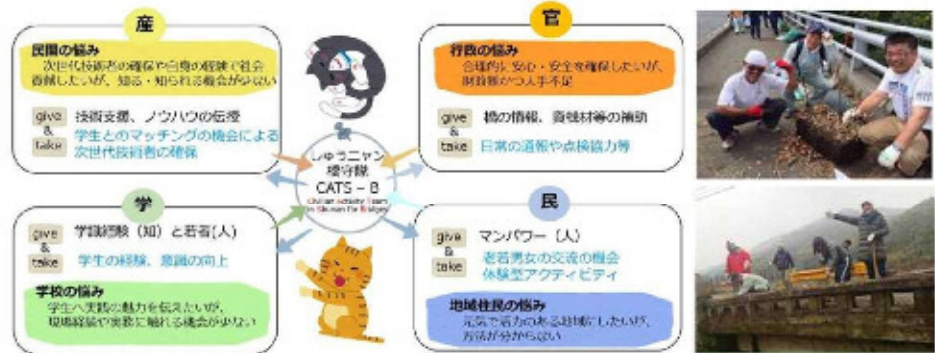 産
民間の悩み
次世代技術者の確保や自身の経験で社会
貢献したいが、知る・知られる機会が少ない
give
&
take
技術支援、ノウハウの伝授
学生とのマッチングの機会による
次世代技術者の確保
官
行政の悩み
合理的に安心・安全を確保したいが、
財政難かつ人手不足
give
&
take
橋の情報、資機材等の補助
日常の通報や点検協力等
しゅうニャン
橋守隊
CATS－B
Civilian Activity Team
in Shunan for Bridges
学
give
&
take
学識経験（知）と若者(人)
学生の経験、意識の向上
学校の悩み
学生へ実践の魅力を伝えたいが、
現場経験や実務に触れる機会が少ない
民
give
&
take
マンパワー（人）
老若男女の交流の機会
体験型アクティビティ
地域住民の悩み
元気で活力のある地域にしたいが、
方法が分からない